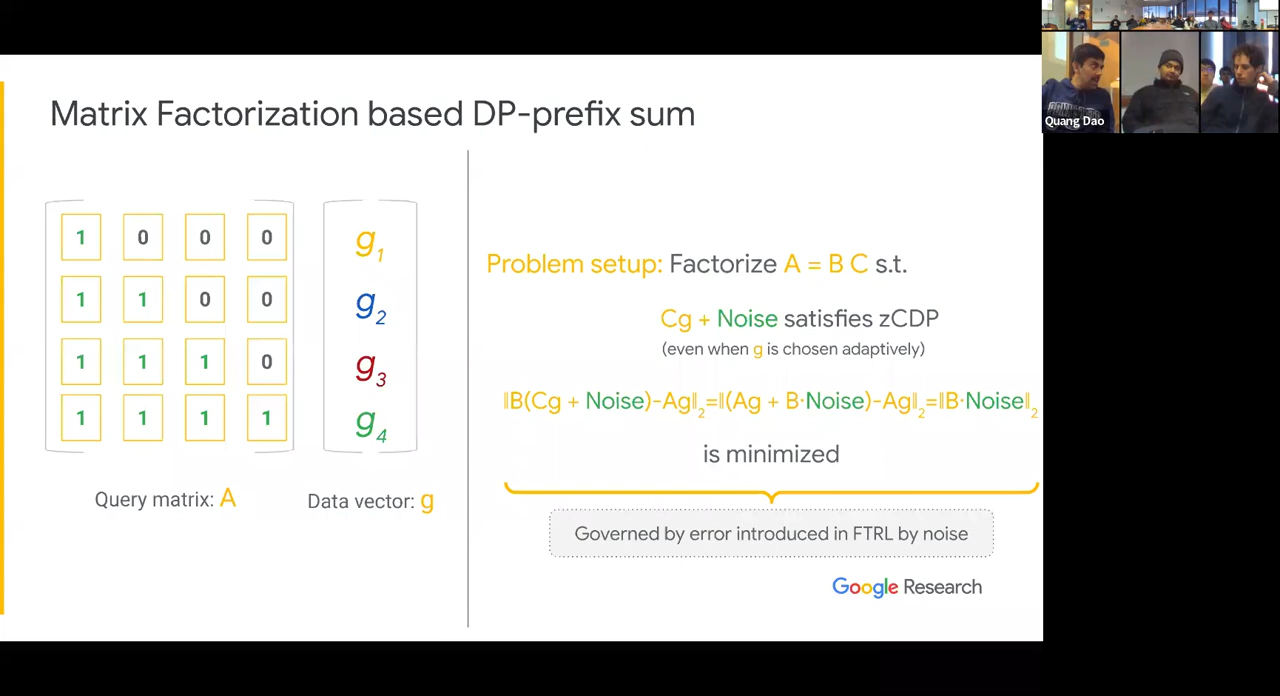 Matrix Factorization based DP-prefix sum
1 0 0 0
1 1 0 0
1 1 1 0
1 1 1 1
g1
g2
g3
g4
Query matrix: A
Data vector: g
Problem setup: Factorize A = B C s.t.
Cg + Noise satisfies zCDP
(even when g is chosen adaptively)
‖B(Cg + Noise)-Ag‖2=‖(Ag + B·Noise)-Ag‖2=‖B·Noise‖2
is minimized
Governed by error introduced in FTRL by noise
Google Research
Quang Dao